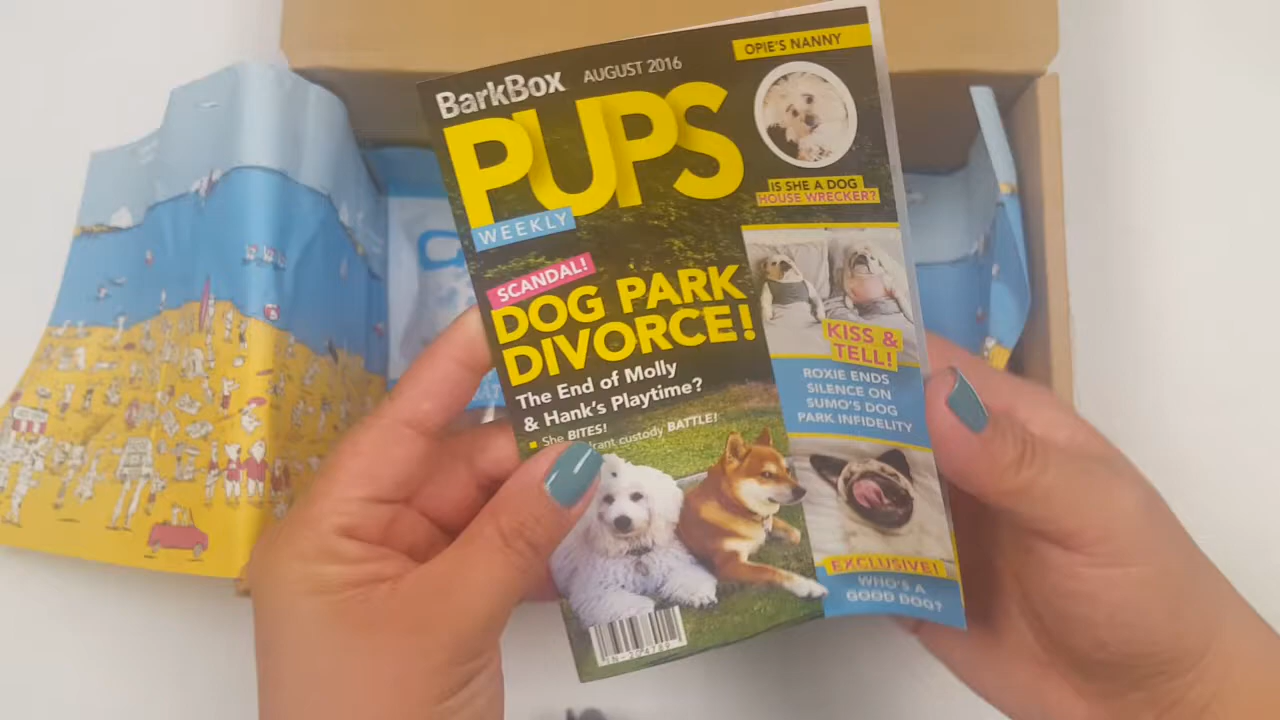 BarkBox AUGUST 2016
PUPS
WEEKLY
OPIE'S NANNY
IS SHE A DOG
HOUSE WRECKER?
SCANDAL!
DOG PARK
DIVORCE!
The End of Molly
& Hank's Playtime?
She BITES!
custody BATTLE!
KISS &
TELL!
ROXIE ENDS
SILENCE ON
SUMO'S DOG
PARK INFIDELITY
EXCLUSIVE!
WHO'S A
GOOD DOG?